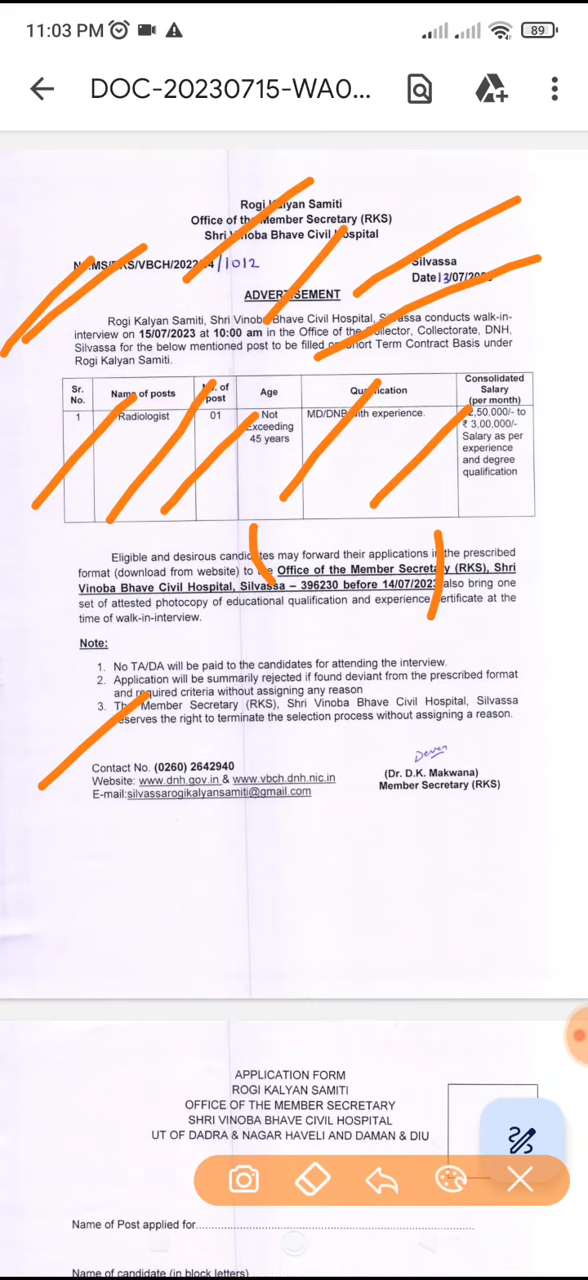 11:03 PM
89
DOC-20230715-WA0...
Rogi Kalyan Samiti
Office of the Member Secretary (RKS)
Shri Vinoba Bhave Civil Hospital
/1012
Silvassa
Date 13/07/
ADVERTISEMENT
Rogi Kalyan Samiti, Shri Vinoba Bhave Civil Hospital, Silvassa conducts walk-in-
interview on 15/07/2023 at 10:00 am in the Office of the Collector, Collectorate, DNH,
Silvassa for the below mentioned post to be filled on Short Term Contract Basis under
Rogi Kalyan Samiti.
Sr. No. Name of posts No. of post Age Qualification Consolidated Salary (per month)
1 Radiologist 01 Not Exceeding 45 years MD/DNB with experience. 2,50,000/- to ₹ 3,00,000/- Salary as per experience and degree qualification
Eligible and desirous candidates may forward their applications in the prescribed
format (download from website) to the Office of the Member Secretary (RKS), Shri
Vinoba Bhave Civil Hospital, Silvassa – 396230 before 14/07/2023 also bring one
set of attested photocopy of educational qualification and experience certificate at the
time of walk-in-interview.
Note:
1. No TA/DA will be paid to the candidates for attending the interview.
2. Application will be summarily rejected if found deviant from the prescribed format
and required criteria without assigning any reason
3. The Member Secretary (RKS), Shri Vinoba Bhave Civil Hospital, Silvassa
reserves the right to terminate the selection process without assigning a reason.
Contact No. (0260) 2642940
Website: www.dnh.gov.in & www.vbch.dnh.nic.in
E-mail:silvassarogikalyansamiti@gmail.com
(Dr. D.K. Makwana)
Member Secretary (RKS)
APPLICATION FORM
ROGI KALYAN SAMITI
OFFICE OF THE MEMBER SECRETARY
SHRI VINOBA BHAVE CIVIL HOSPITAL
UT OF DADRA & NAGAR HAVELI AND DAMAN & DIU
Name of Post applied for
Name of candidate (in block letters)